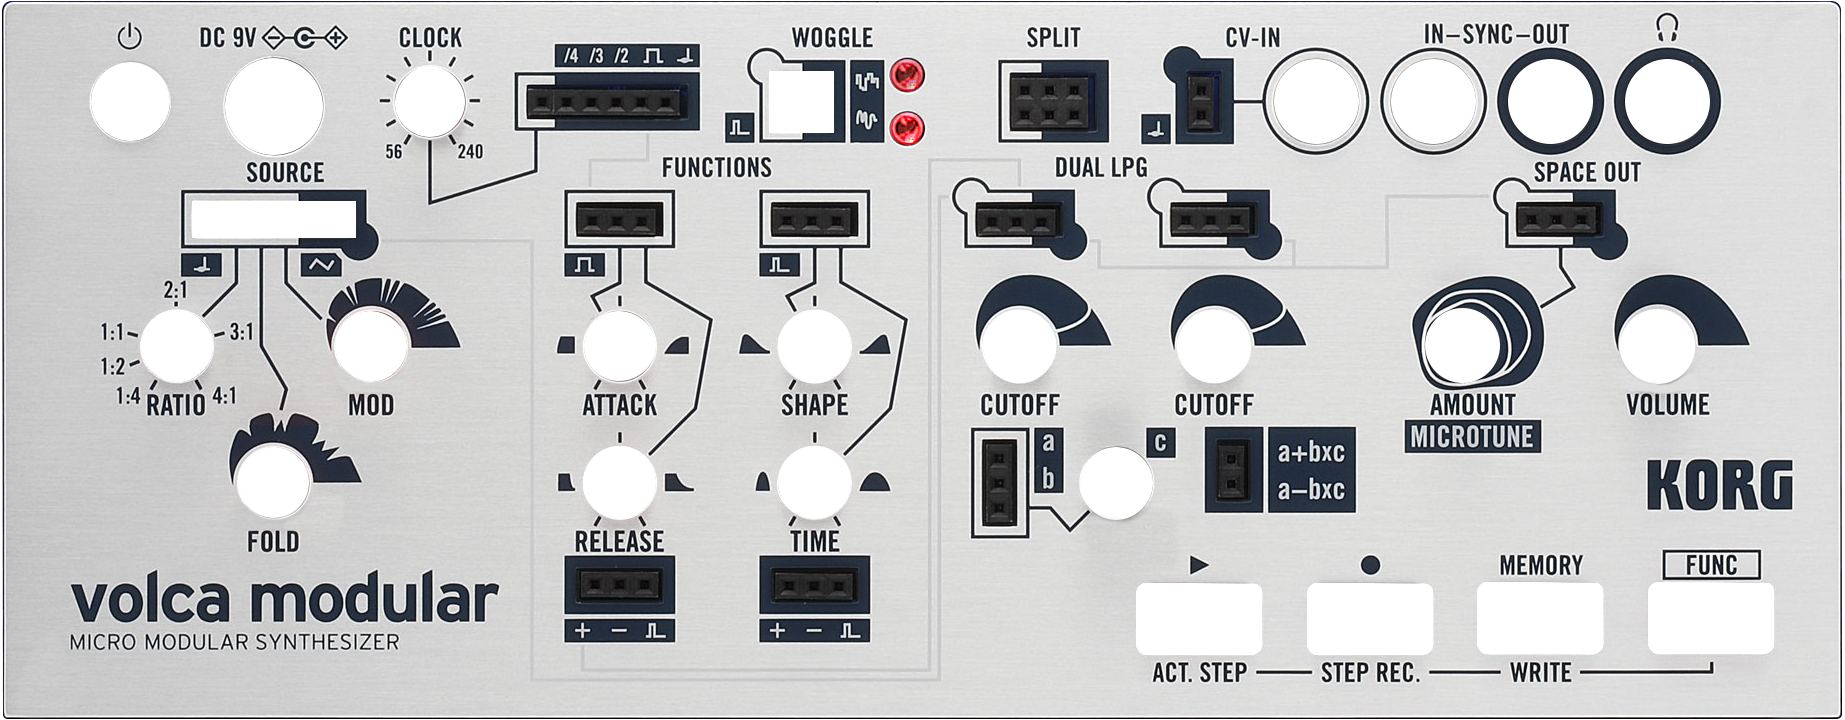 DC 9V
CLOCK
WOGGLE
SPLIT
CV-IN
IN–SYNC–OUT
/4 /3 /2
56
240
SOURCE
FUNCTIONS
DUAL LPG
SPACE OUT
2:1
1:1
3:1
1:2
1:4
4:1
RATIO
MOD
ATTACK
SHAPE
CUTOFF
CUTOFF
AMOUNT
VOLUME
MICROTUNE
a
b
c
a+bxc
a–bxc
KORG
FOLD
RELEASE
TIME
MEMORY
FUNC
volca modular
MICRO MODULAR SYNTHESIZER
+ –
+ –
ACT. STEP
STEP REC.
WRITE